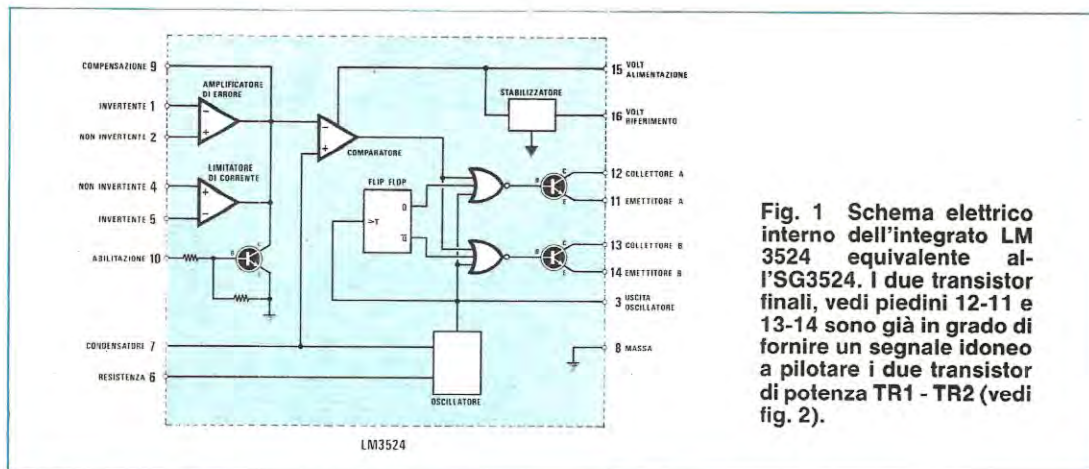 COMPENSAZIONE 9
INVERTENTE 1
NON INVERTENTE 2
NON INVERTENTE 4
INVERTENTE 5
ABILITAZIONE 10
CONDENSATORE 7
RESISTENZA 6
AMPLIFICATORE
DI ERRORE
LIMITATORE
DI CORRENTE
COMPARATORE
STABILIZZATORE
FLIP FLOP
>T
Q
Q
B
C
E
B
C
E
B
C
E
OSCILLATORE
15 VOLT
ALIMENTAZIONE
16 VOLT
RIFERIMENTO
12 COLLETTORE A
11 EMETTITORE A
13 COLLETTORE B
14 EMETTITORE B
3 USCITA
OSCILLATORE
8 MASSA
LM3524
Fig. 1 Schema elettrico
interno dell'integrato LM
3524 equivalente al-
l'SG3524. I due transistor
finali, vedi piedini 12-11 e
13-14 sono già in grado di
fornire un segnale idoneo
a pilotare i due transistor
di potenza TR1 - TR2 (vedi
fig. 2).